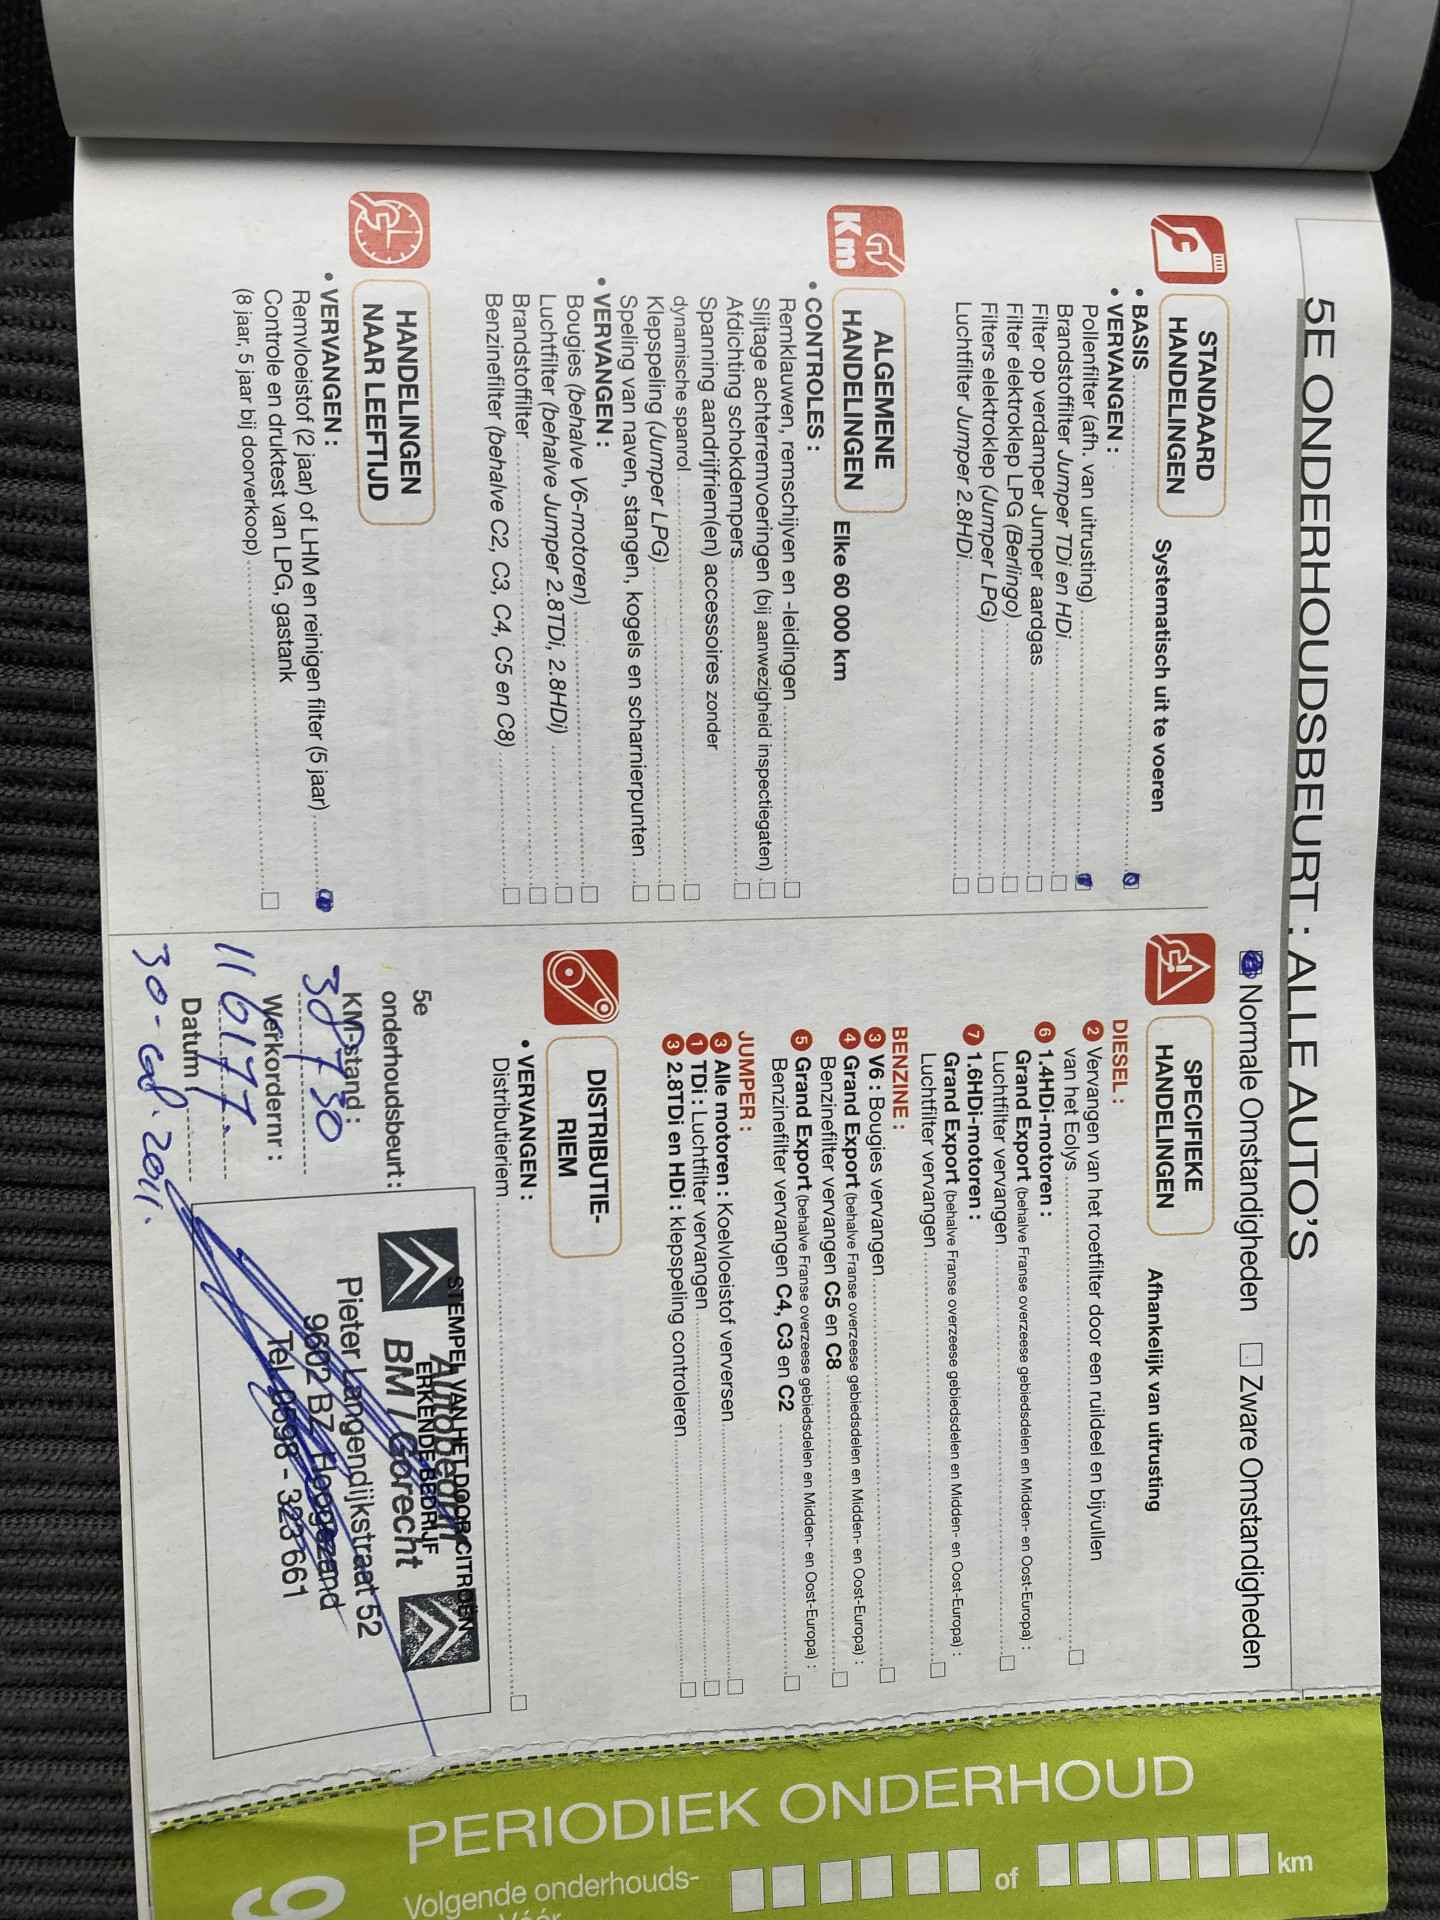 5E ONDERHOUDSBEURT : ALLE AUTO'S
Normale Omstandigheden Zware Omstandigheden
STANDAARD
HANDELINGEN
Systematisch uit te voeren
• BASIS
• VERVANGEN :
Pollenfilter (afh. van uitrusting)
Brandstoffilter Jumper TDi en HDi
Filter op verdamper Jumper aardgas
Filter elektroklep LPG (Berlingo)
Filters elektroklep (Jumper LPG)
Luchtfilter Jumper 2.8HDi
Km
ALGEMENE
HANDELINGEN
Elke 60 000 km
• CONTROLES :
Remklauwen, remschijven en -leidingen
Slijtage achterremvoeringen (bij aanwezigheid inspectiegaten)
Afdichting schokdempers
Spanning aandrijfriem(en) accessoires zonder
dynamische spanrol
Klepspeling (Jumper LPG)
Speling van naven, stangen, kogels en scharnierpunten
• VERVANGEN :
Bougies (behalve V6-motoren)
Luchtfilter (behalve Jumper 2.8TDi, 2.8HDi)
Brandstoffilter
Benzinefilter (behalve C2, C3, C4, C5 en C8)
HANDELINGEN
NAAR LEEFTIJD
• VERVANGEN :
Remvloeistof (2 jaar) of LHM en reinigen filter (5 jaar)
Controle en druktest van LPG, gastank
(8 jaar, 5 jaar bij doorverkoop)
SPECIFIEKE
HANDELINGEN
Afhankelijk van uitrusting
DIESEL :
2 Vervangen van het roetfilter door een ruildeel en bijvullen
van het Eolys
6 1.4HDi-motoren :
Grand Export (behalve Franse overzeese gebiedsdelen en Midden- en Oost-Europa) :
Luchtfilter vervangen
7 1.6HDi-motoren :
Grand Export (behalve Franse overzeese gebiedsdelen en Midden- en Oost-Europa) :
Luchtfilter vervangen
BENZINE :
3 V6 : Bougies vervangen
4 Grand Export (behalve Franse overzeese gebiedsdelen en Midden- en Oost-Europa) :
Benzinefilter vervangen C5 en C8
5 Grand Export (behalve Franse overzeese gebiedsdelen en Midden- en Oost-Europa) :
Benzinefilter vervangen C4, C3 en C2
JUMPER :
3 Alle motoren : Koelvloeistof verversen
1 TDi : Luchtfilter vervangen
3 2.8TDi en HDi : klepspeling controleren
DISTRIBUTIE-
RIEM
• VERVANGEN :
Distributieriem
5e
onderhoudsbeurt :
KM-stand :
38730
Werkordernr :
11617
Datum :
2011.
STEMPEL VAN HET DOOR CITROËN
ERKENDE BEDRIJF
Autobedrijf
BM / Gorecht
Pieter Langendijkstraat 52
9602 BZ Hoogezand
Tel. 0598 - 323 661
PERIODIEK ONDERHOUD
Volgende onderhouds-
of km
6